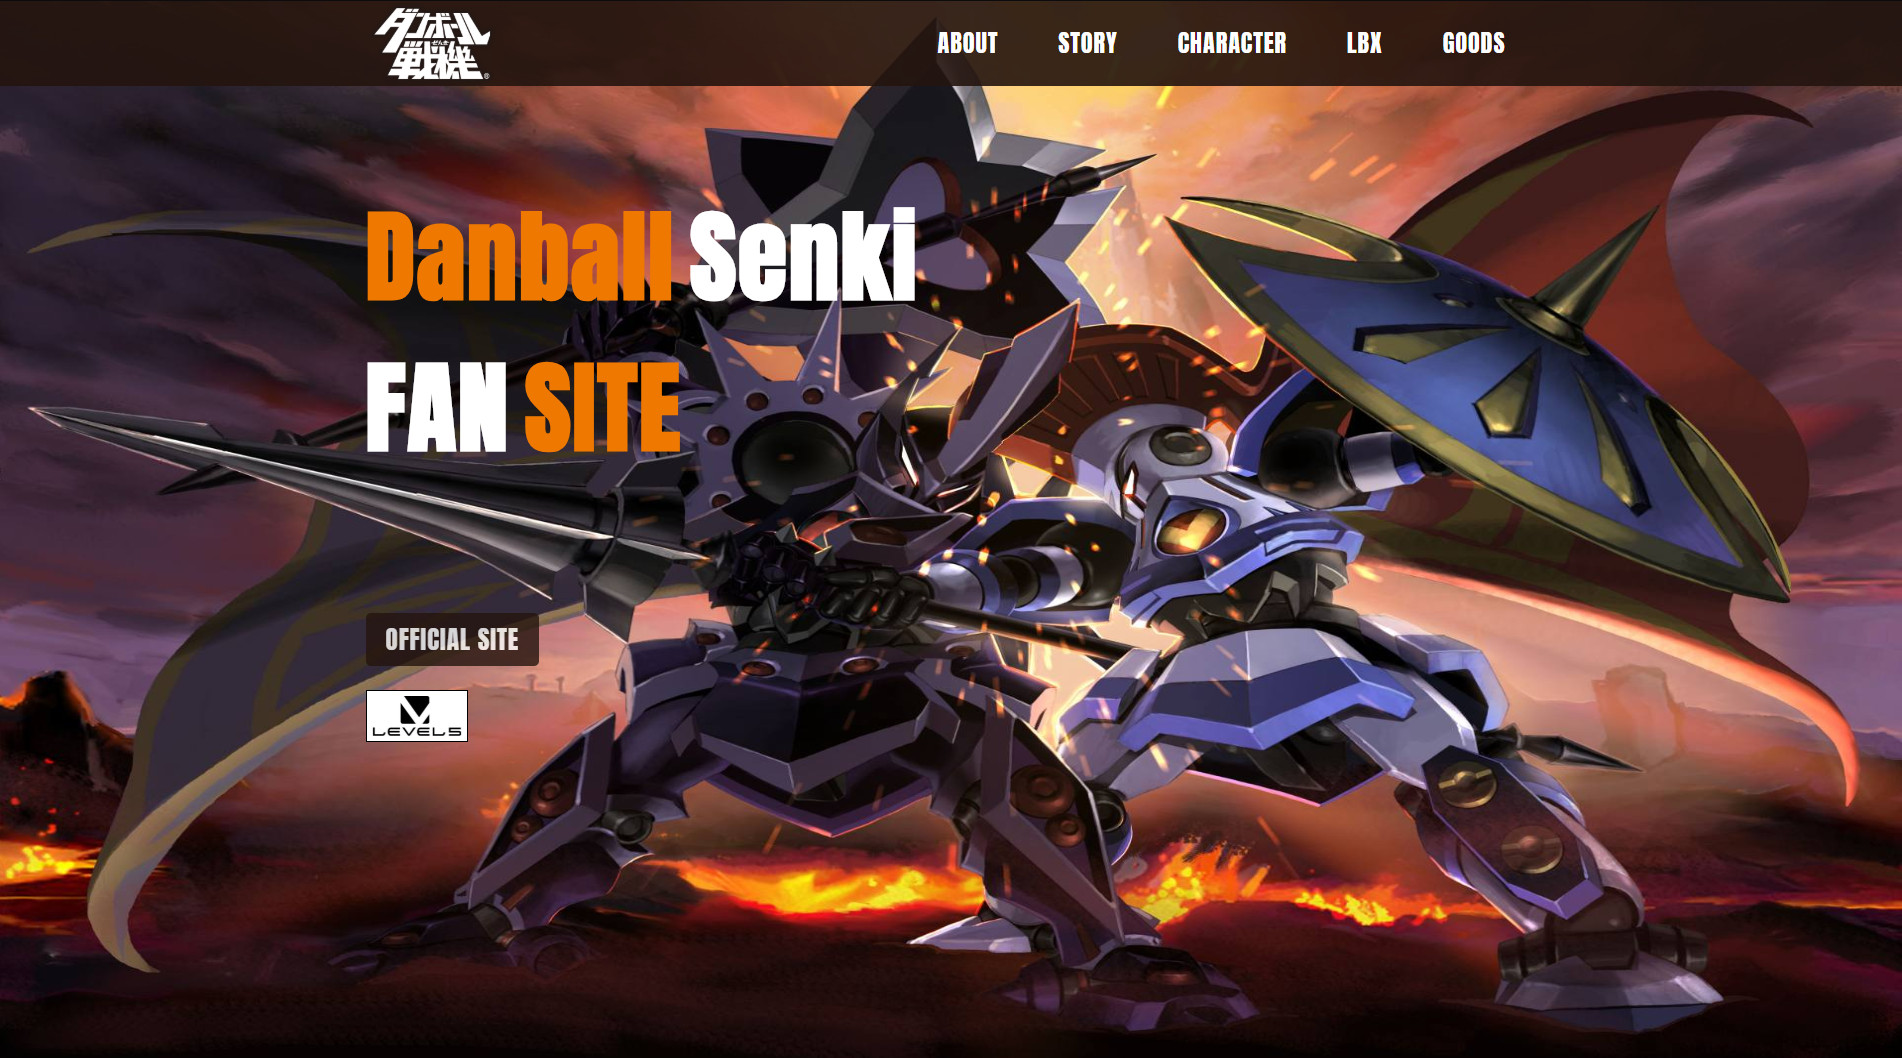 ダンボール
戦機
ABOUT
STORY
CHARACTER
LBX
GOODS
Danball Senki
FAN SITE
OFFICIAL SITE
LEVEL5